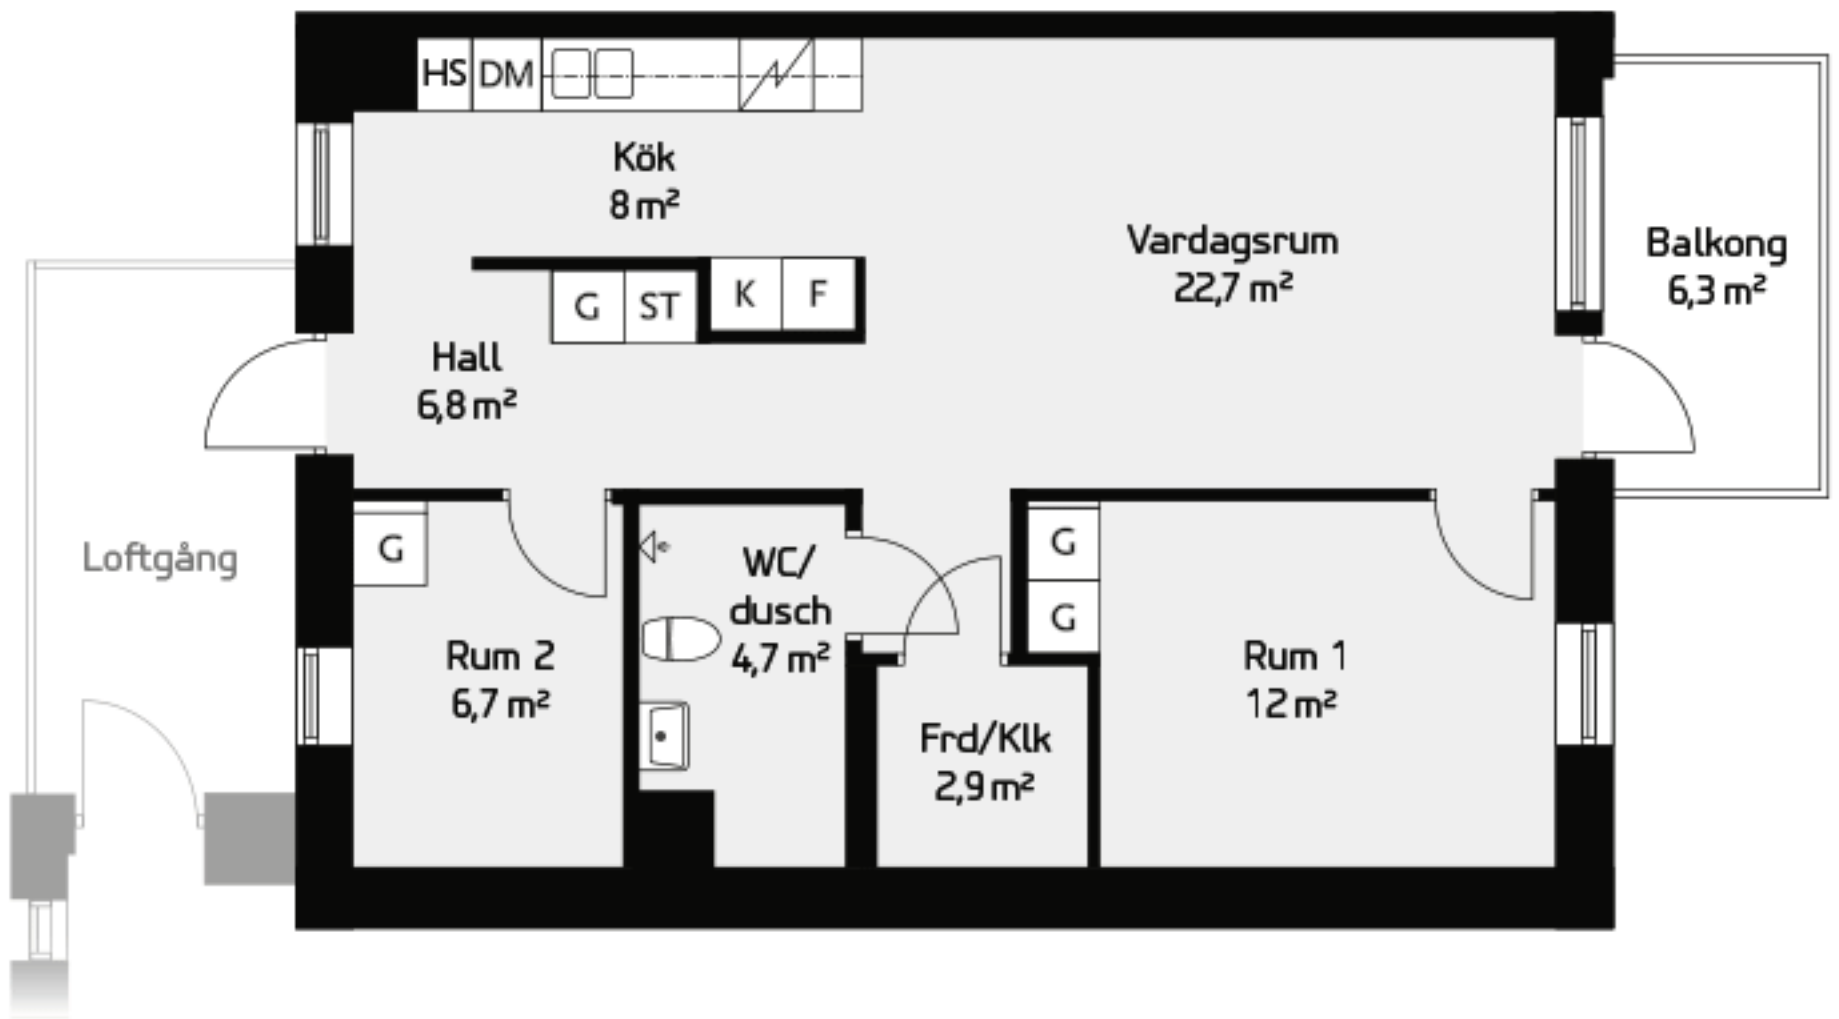 HS DM
Kök
8 m²
G ST K F
Hall
6,8 m²
Vardagsrum
22,7 m²
Balkong
6,3 m²
Loftgång
G
Rum 2
6,7 m²
WC/
dusch
4,7 m²
Frd/Klk
2,9 m²
G
G
Rum 1
12 m²